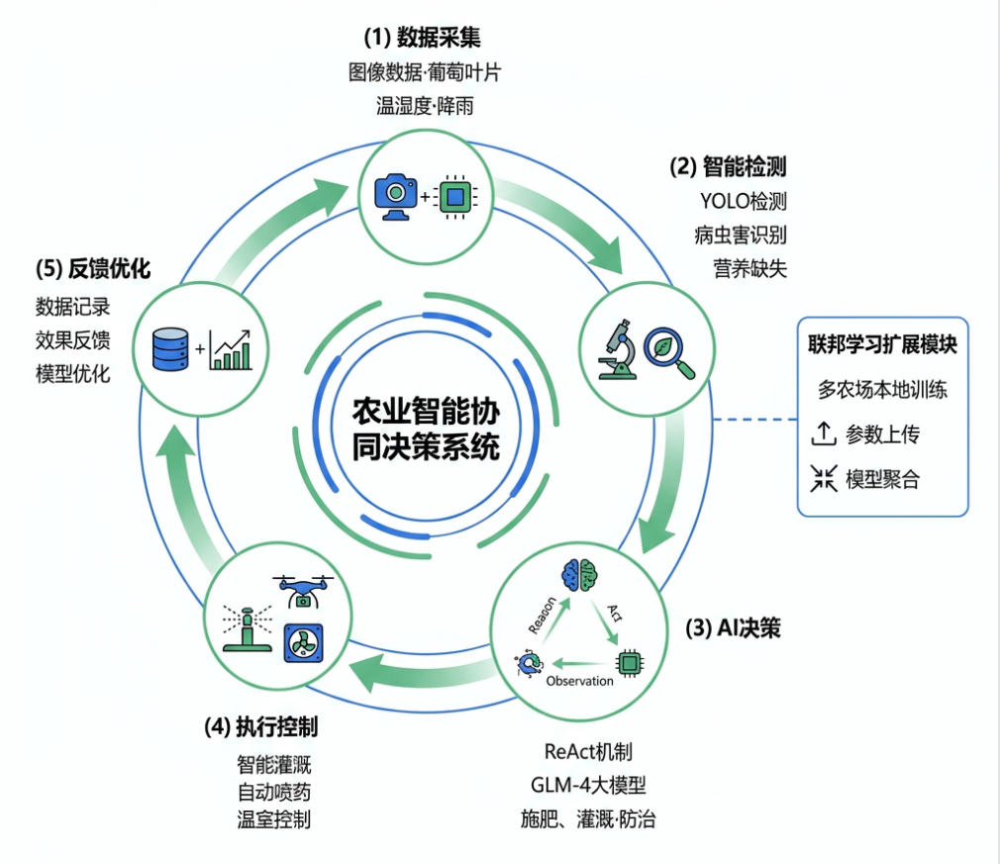 (1) 数据采集
图像数据·葡萄叶片
温湿度·降雨
(2) 智能检测
YOLO检测
病虫害识别
营养缺失
(5) 反馈优化
数据记录
效果反馈
模型优化
联邦学习扩展模块
多农场本地训练
参数上传
模型聚合
农业智能协
同决策系统
Reason
Act
Observation
(3) AI决策
ReAct机制
GLM-4大模型
施肥、灌溉·防治
(4) 执行控制
智能灌溉
自动喷药
温室控制